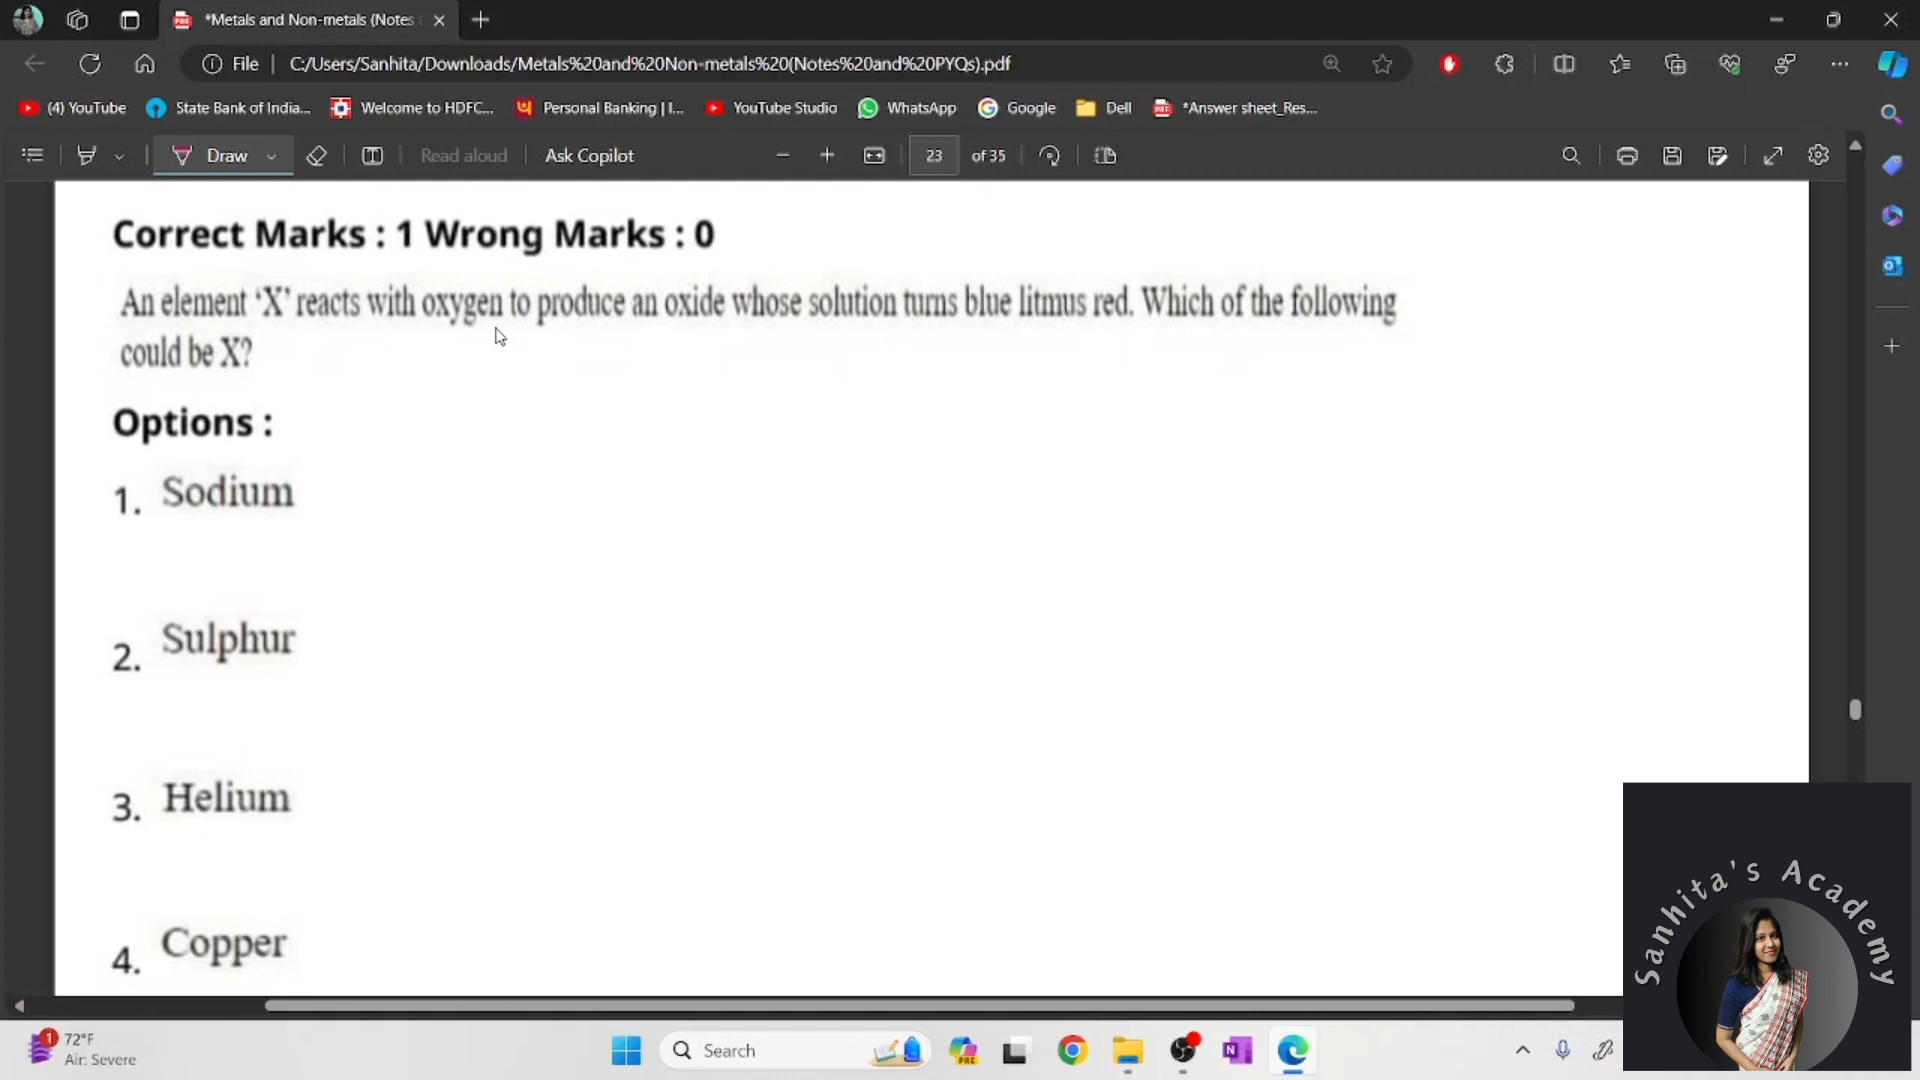 *Metals and Non-metals (Notes
File
C:/Users/Sanhita/Downloads/Metals%20and%20Non-metals%20(Notes%20and%20PYQs).pdf
(4) YouTube
State Bank of India...
Welcome to HDFC...
Personal Banking | I...
YouTube Studio
WhatsApp
Google
Dell
*Answer sheet_Res...
Draw
Read aloud
Ask Copilot
23
of 35
Correct Marks : 1 Wrong Marks : 0
An element ‘X’ reacts with oxygen to produce an oxide whose solution turns blue litmus red. Which of the following
could be X?
Options :
1. Sodium
2. Sulphur
3. Helium
4. Copper
Sanhita's Academy
1
72°F
Air: Severe
Search
PRE